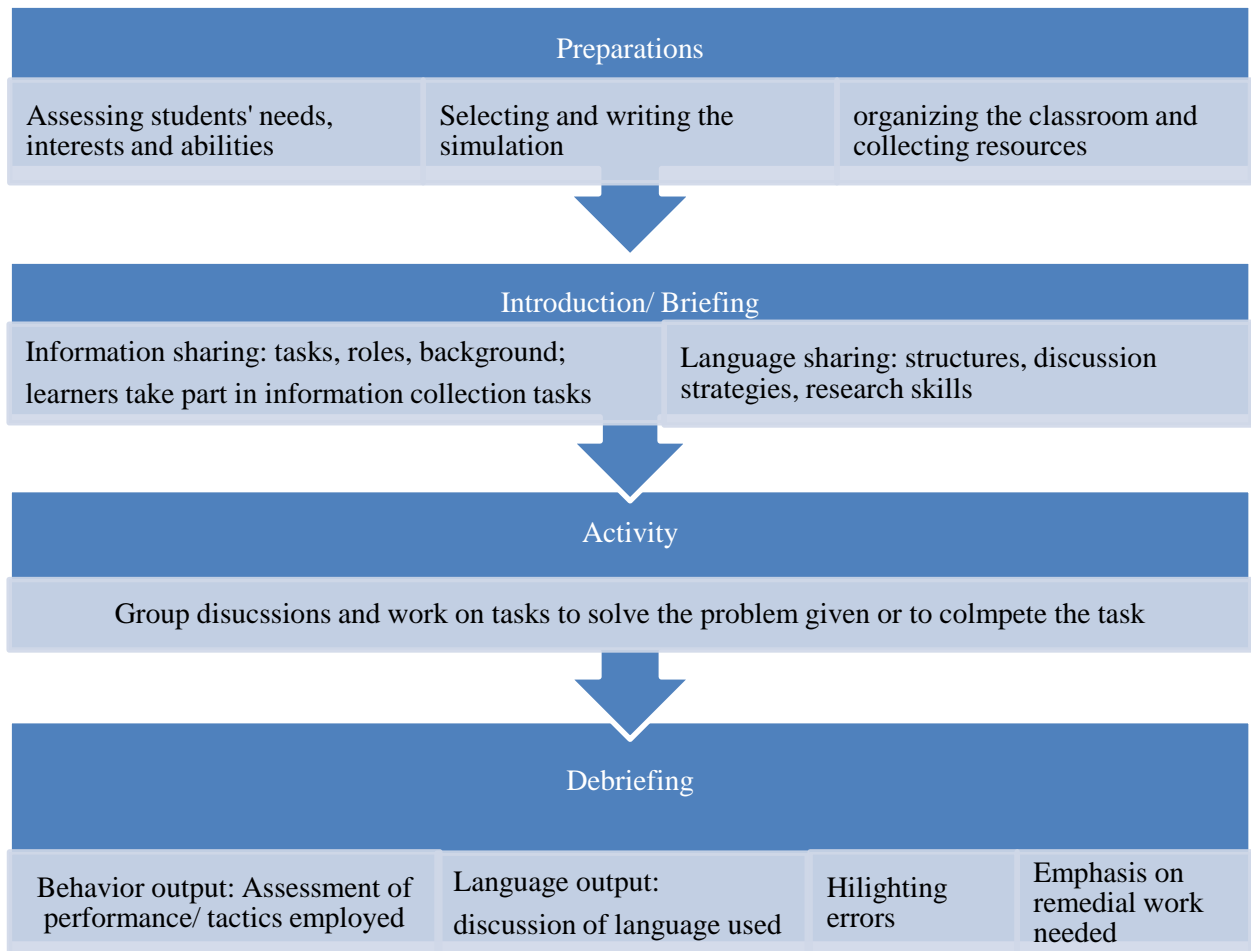 Preparations
Assessing students' needs,
interests and abilities
Selecting and writing the
simulation
organizing the classroom and
collecting resources
Introduction/ Briefing
Information sharing: tasks, roles, background;
learners take part in information collection tasks
Language sharing: structures, discussion
strategies, research skills
Activity
Group disucssions and work on tasks to solve the problem given or to colmpete the task
Debriefing
Behavior output: Assessment of
performance/ tactics employed
Language output:
discussion of language used
Hilighting
errors
Emphasis on
remedial work
needed